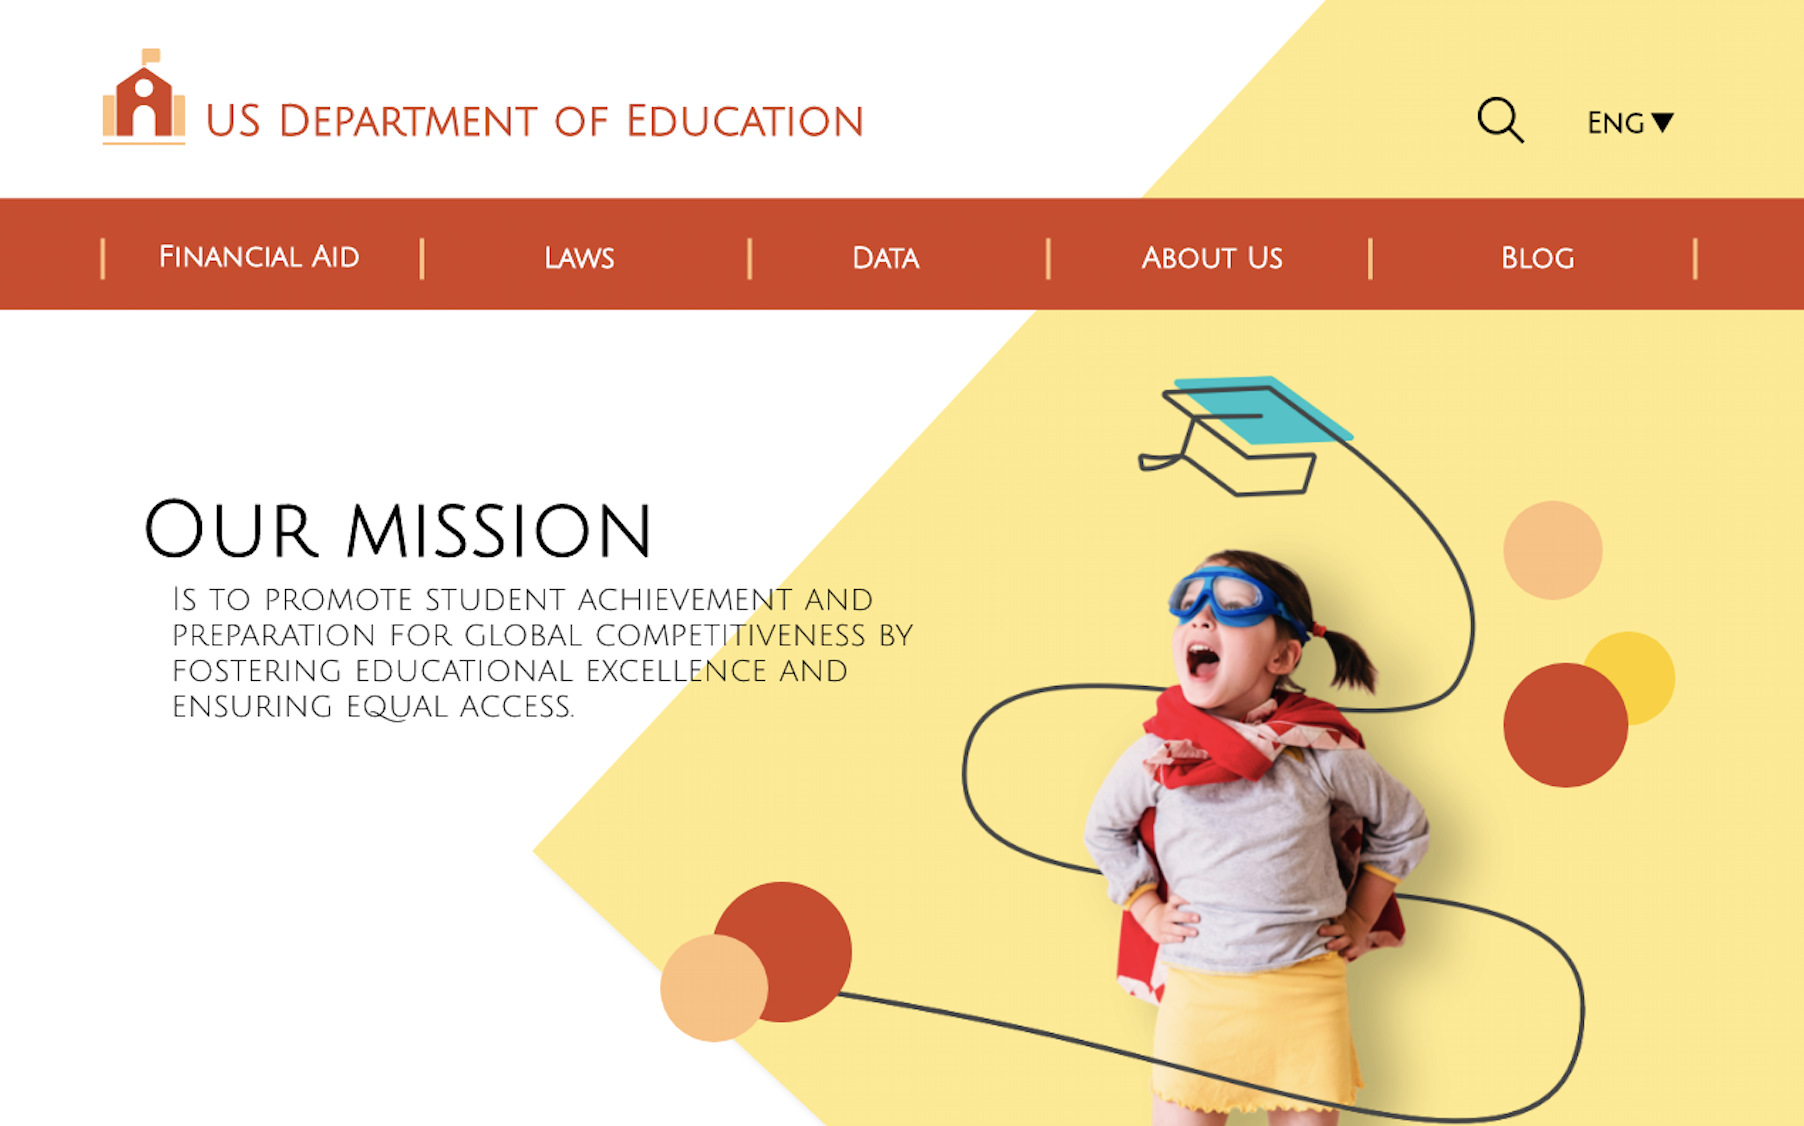 US Department of Education
Eng
Financial Aid
Laws
Data
About Us
Blog
Our mission
Is to promote student achievement and
preparation for global competitiveness by
fostering educational excellence and
ensuring equal access.